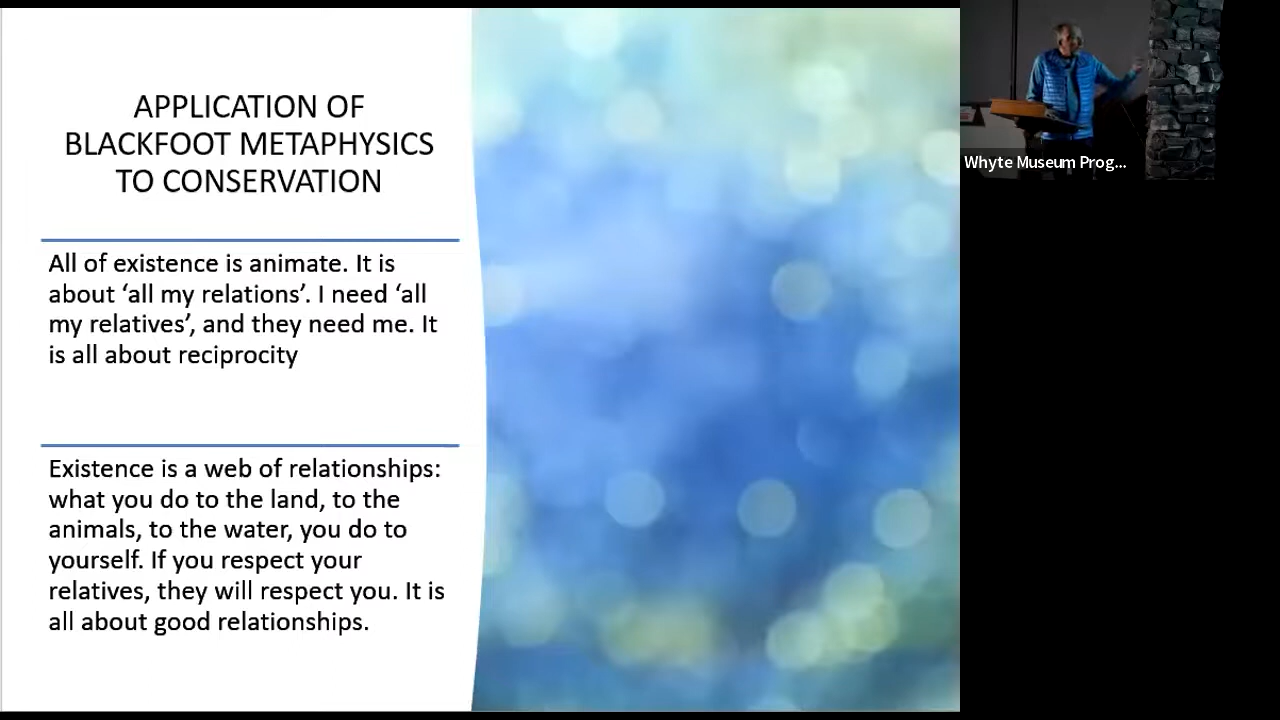 APPLICATION OF
BLACKFOOT METAPHYSICS
TO CONSERVATION
All of existence is animate. It is
about ‘all my relations’. I need ‘all
my relatives’, and they need me. It
is all about reciprocity
Existence is a web of relationships:
what you do to the land, to the
animals, to the water, you do to
yourself. If you respect your
relatives, they will respect you. It is
all about good relationships.
Whyte Museum Prog...